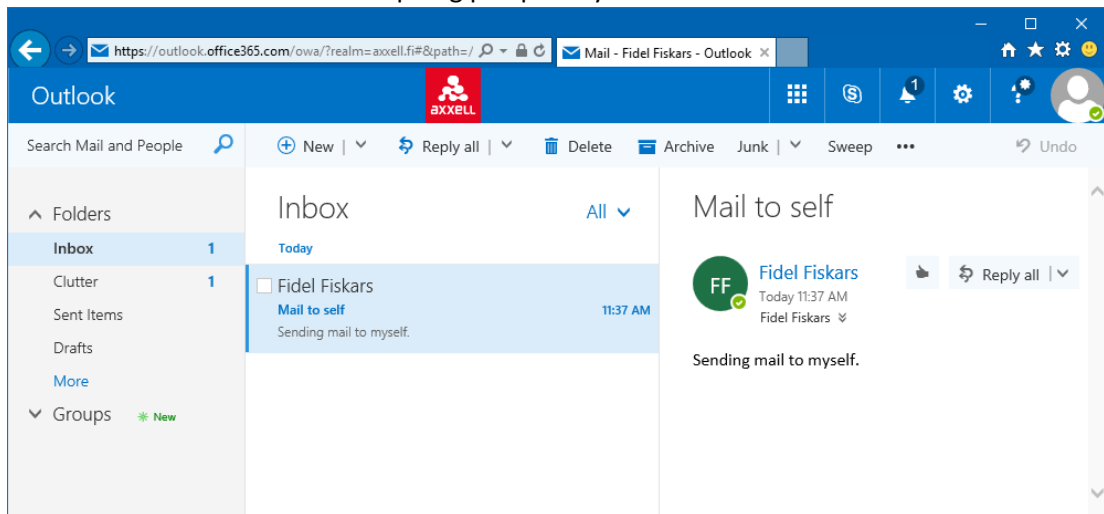 https://outlook.office365.com/owa/?realm=axxell.fi#&path=/
Mail - Fidel Fiskars - Outlook
Outlook
axxell
1
Search Mail and People
New
Reply all
Delete
Archive
Junk
Sweep
Undo
Folders
Inbox 1
Clutter 1
Sent Items
Drafts
More
Groups New
Inbox
All
Today
Fidel Fiskars
Mail to self 11:37 AM
Sending mail to myself.
Mail to self
FF
Fidel Fiskars
Today 11:37 AM
Fidel Fiskars
Reply all
Sending mail to myself.